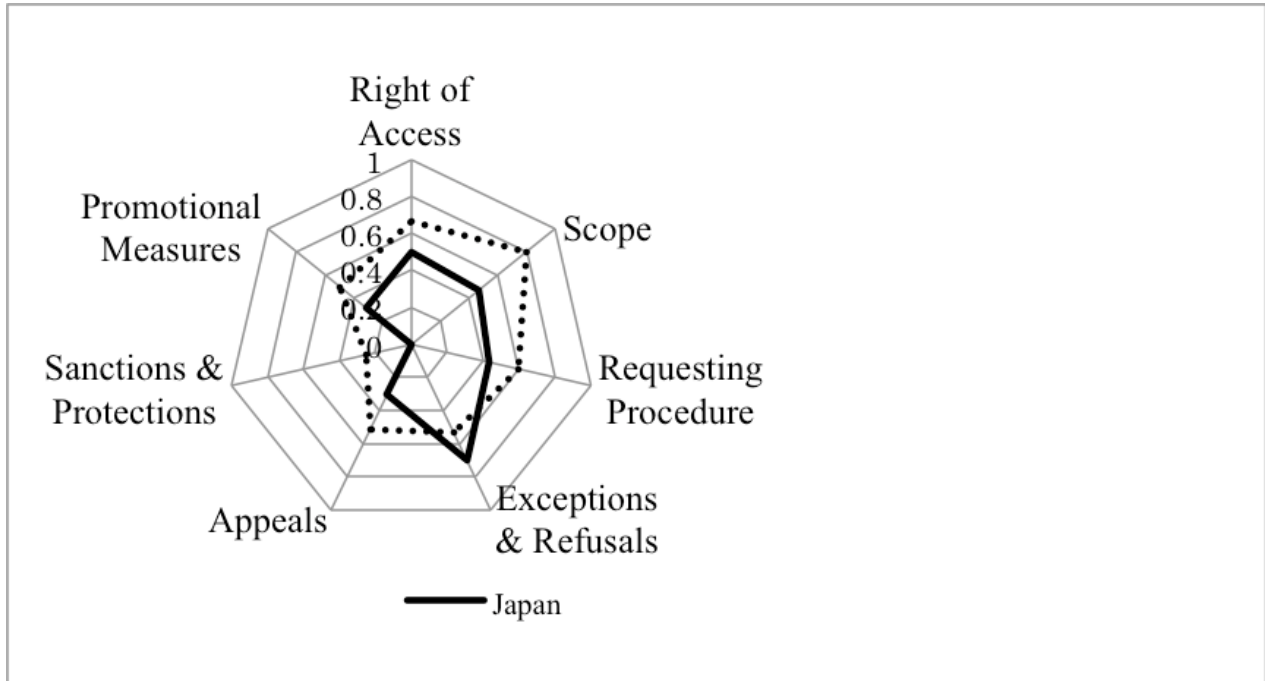 Right of
Access
1
0.8
0.6
0.4
0.2
0
Promotional
Measures
Scope
Sanctions &
Protections
Requesting
Procedure
Appeals
Exceptions
& Refusals
Japan